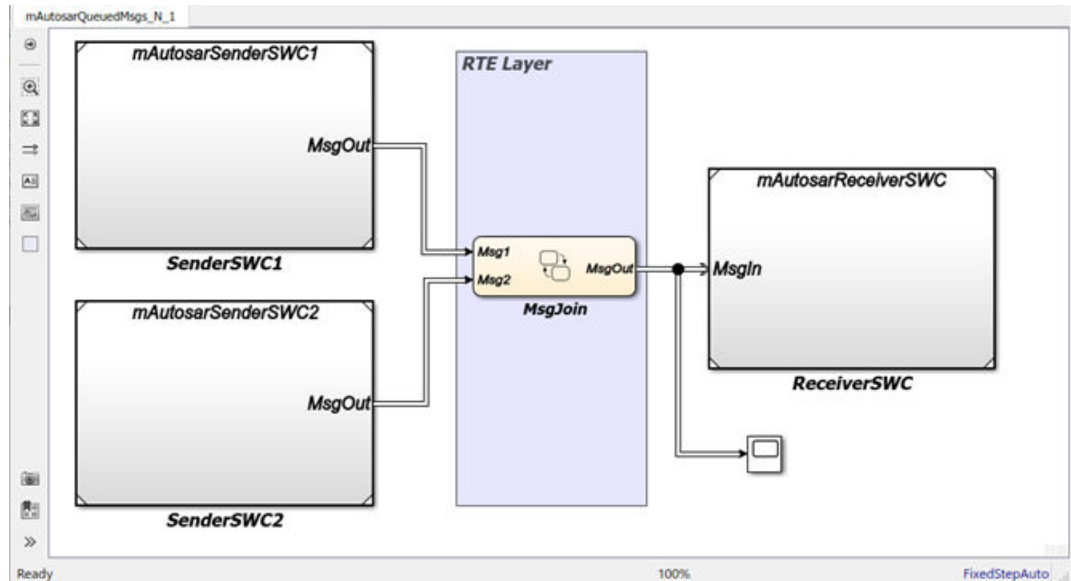 mAutosarQueuedMsgs_N_1
mAutosarSenderSWC1
MsgOut
SenderSWC1
mAutosarSenderSWC2
MsgOut
SenderSWC2
RTE Layer
Msg1
Msg2
MsgOut
MsgJoin
mAutosarReceiverSWC
MsgIn
ReceiverSWC
Ready
100%
FixedStepAuto